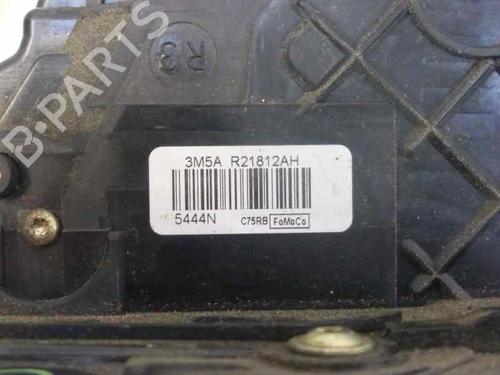 B-PARTS
R3
3M5A R21812AH
5444N C75RB FoMoCo